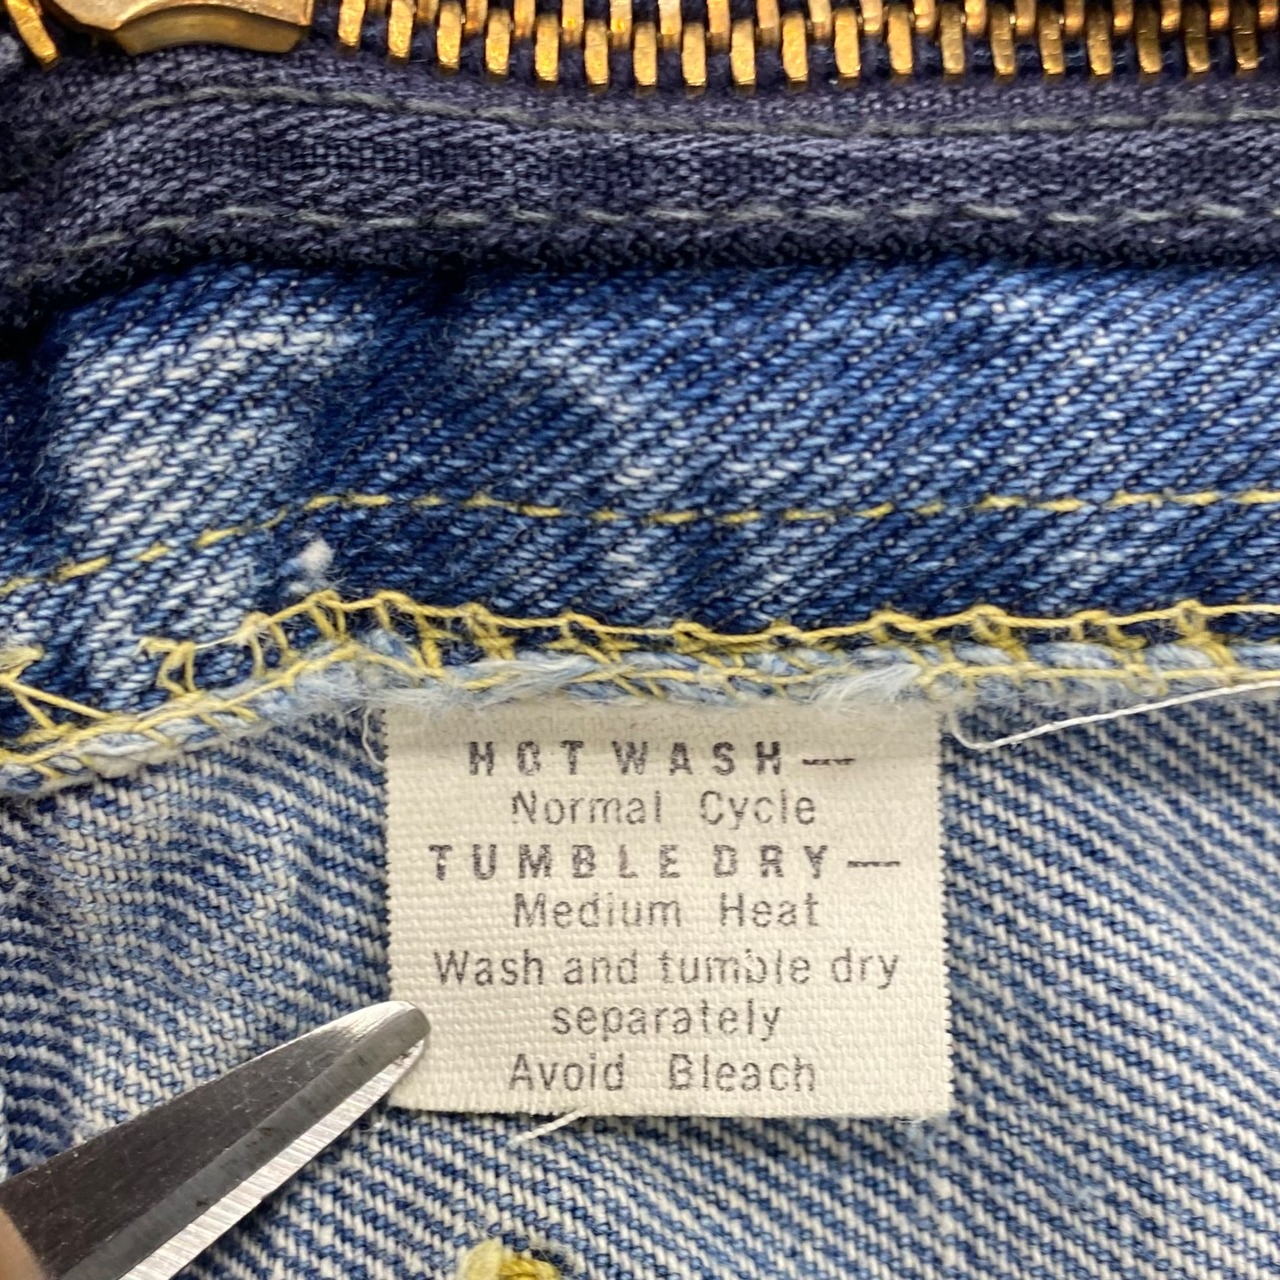 HOT WASH—
Normal Cycle
TUMBLE DRY—
Medium Heat
Wash and tumble dry
separately
Avoid Bleach